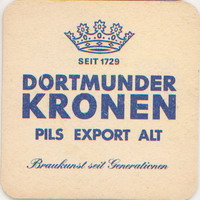 SEIT 1729
DORTMUNDER
KRONEN
PILS EXPORT ALT
Braukunst seit Generationen